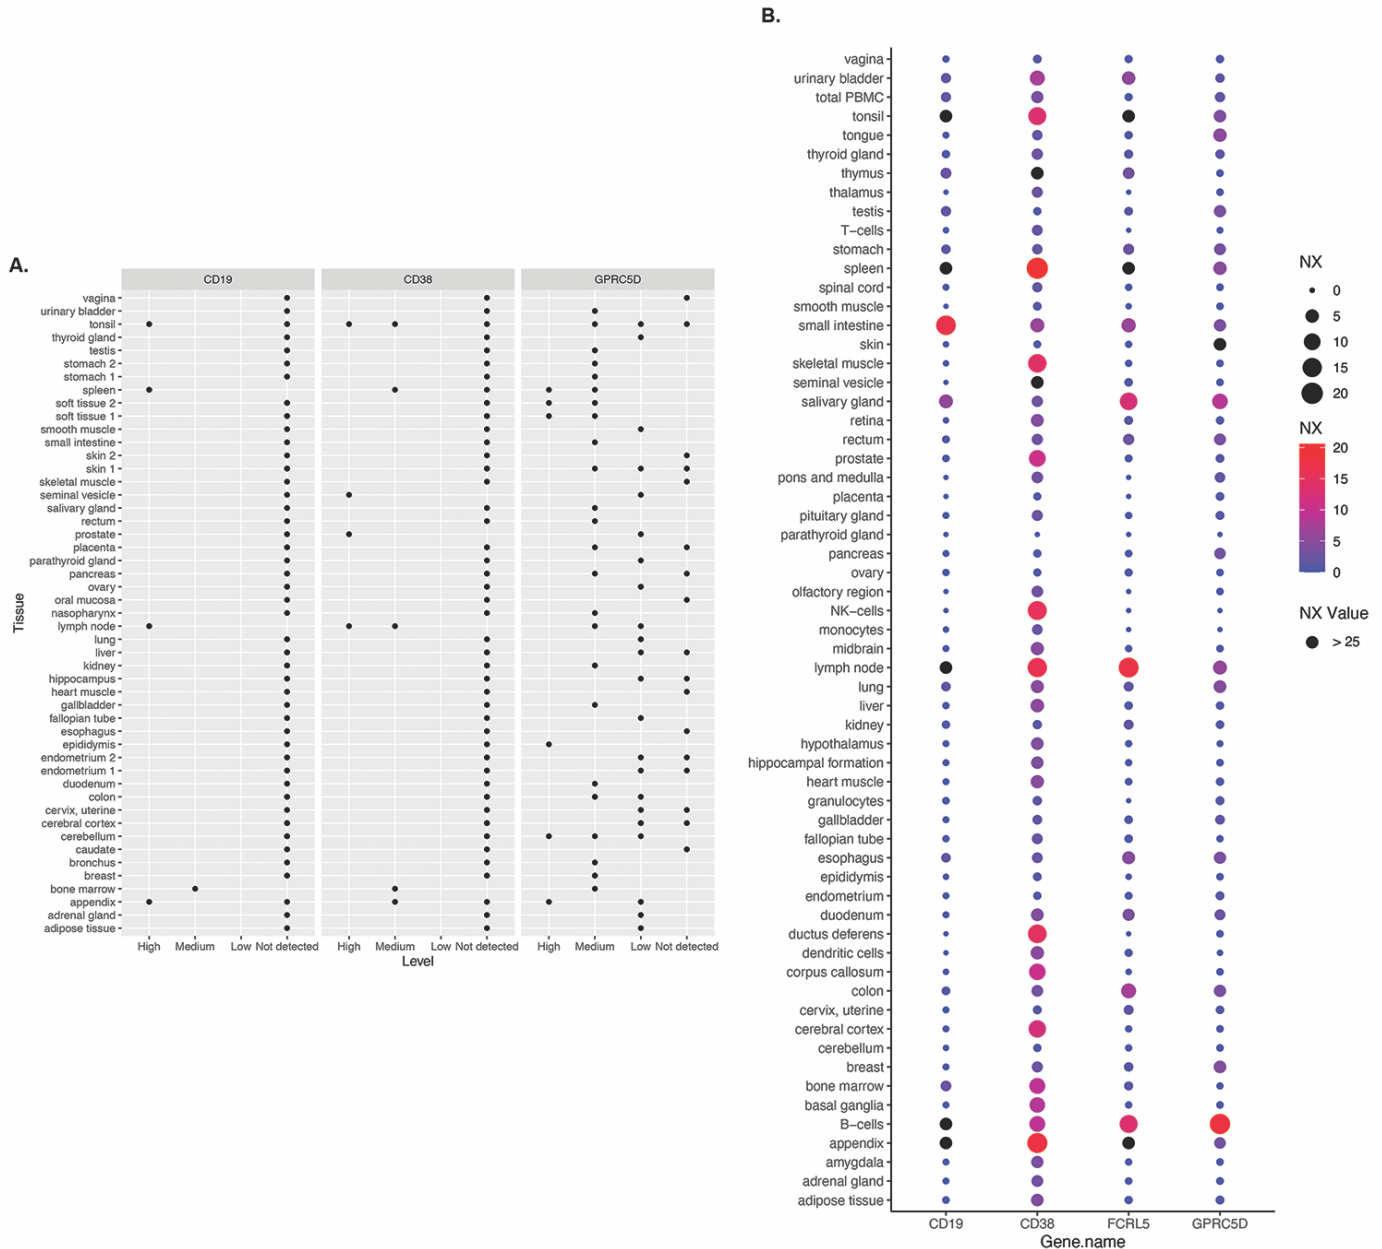 A.
CD19
CD38
GPRC5D
vagina
urinary bladder
tonsil
thyroid gland
testis
stomach 2
stomach 1
spleen
soft tissue 2
soft tissue 1
smooth muscle
small intestine
skin 2
skin 1
skeletal muscle
seminal vesicle
salivary gland
rectum
prostate
placenta
parathyroid gland
pancreas
ovary
oral mucosa
nasopharynx
lymph node
lung
liver
kidney
hippocampus
heart muscle
gallbladder
fallopian tube
esophagus
epididymis
endometrium 2
endometrium 1
duodenum
colon
cervix, uterine
cerebral cortex
cerebellum
caudate
bronchus
breast
bone marrow
appendix
adrenal gland
adipose tissue
Tissue
High Medium Low Not detected
High Medium Low Not detected
High Medium Low Not detected
Level
B.
vagina
urinary bladder
total PBMC
tonsil
tongue
thyroid gland
thymus
thalamus
testis
T−cells
stomach
spleen
spinal cord
smooth muscle
small intestine
skin
skeletal muscle
seminal vesicle
salivary gland
retina
rectum
prostate
pons and medulla
placenta
pituitary gland
parathyroid gland
pancreas
ovary
olfactory region
NK−cells
monocytes
midbrain
lymph node
lung
liver
kidney
hypothalamus
hippocampal formation
heart muscle
granulocytes
gallbladder
fallopian tube
esophagus
epididymis
endometrium
duodenum
ductus deferens
dendritic cells
corpus callosum
colon
cervix, uterine
cerebral cortex
cerebellum
breast
bone marrow
basal ganglia
B−cells
appendix
amygdala
adrenal gland
adipose tissue
CD19
CD38
FCRL5
GPRC5D
Gene.name
NX
0
5
10
15
20
NX
20
15
10
5
0
NX Value
> 25